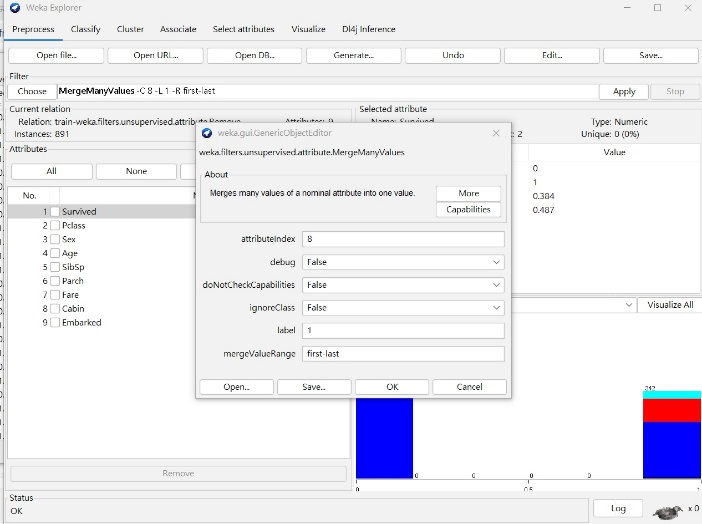 Weka Explorer
Preprocess Classify Cluster Associate Select attributes Visualize Dl4j Inference
Open file... Open URL... Open DB... Generate... Undo Edit... Save...
Filter
Choose MergeManyValues -C 8 -L 1 -R first-last Apply Stop
Current relation Selected attribute
Relation: train-weka.filters.unsupervised.attribute.Remove Attributes: 9 Name: Survived Type: Numeric
Instances: 891 : 2 Unique: 0 (0%)
weka.gui.GenericObjectEditor
weka.filters.unsupervised.attribute.MergeManyValues
About
Merges many values of a nominal attribute into one value. More
Capabilities
attributeIndex 8
debug False
doNotCheckCapabilities False
ignoreClass False
label 1
mergeValueRange first-last
Open... Save... OK Cancel
Attributes
All None
No.
1 Survived
2 Pclass
3 Sex
4 Age
5 SibSp
6 Parch
7 Fare
8 Cabin
9 Embarked
Remove
Value
0
1
0.384
0.487
Visualize All
342
0 0 0 0
0 0.5 1
Status
OK Log x 0